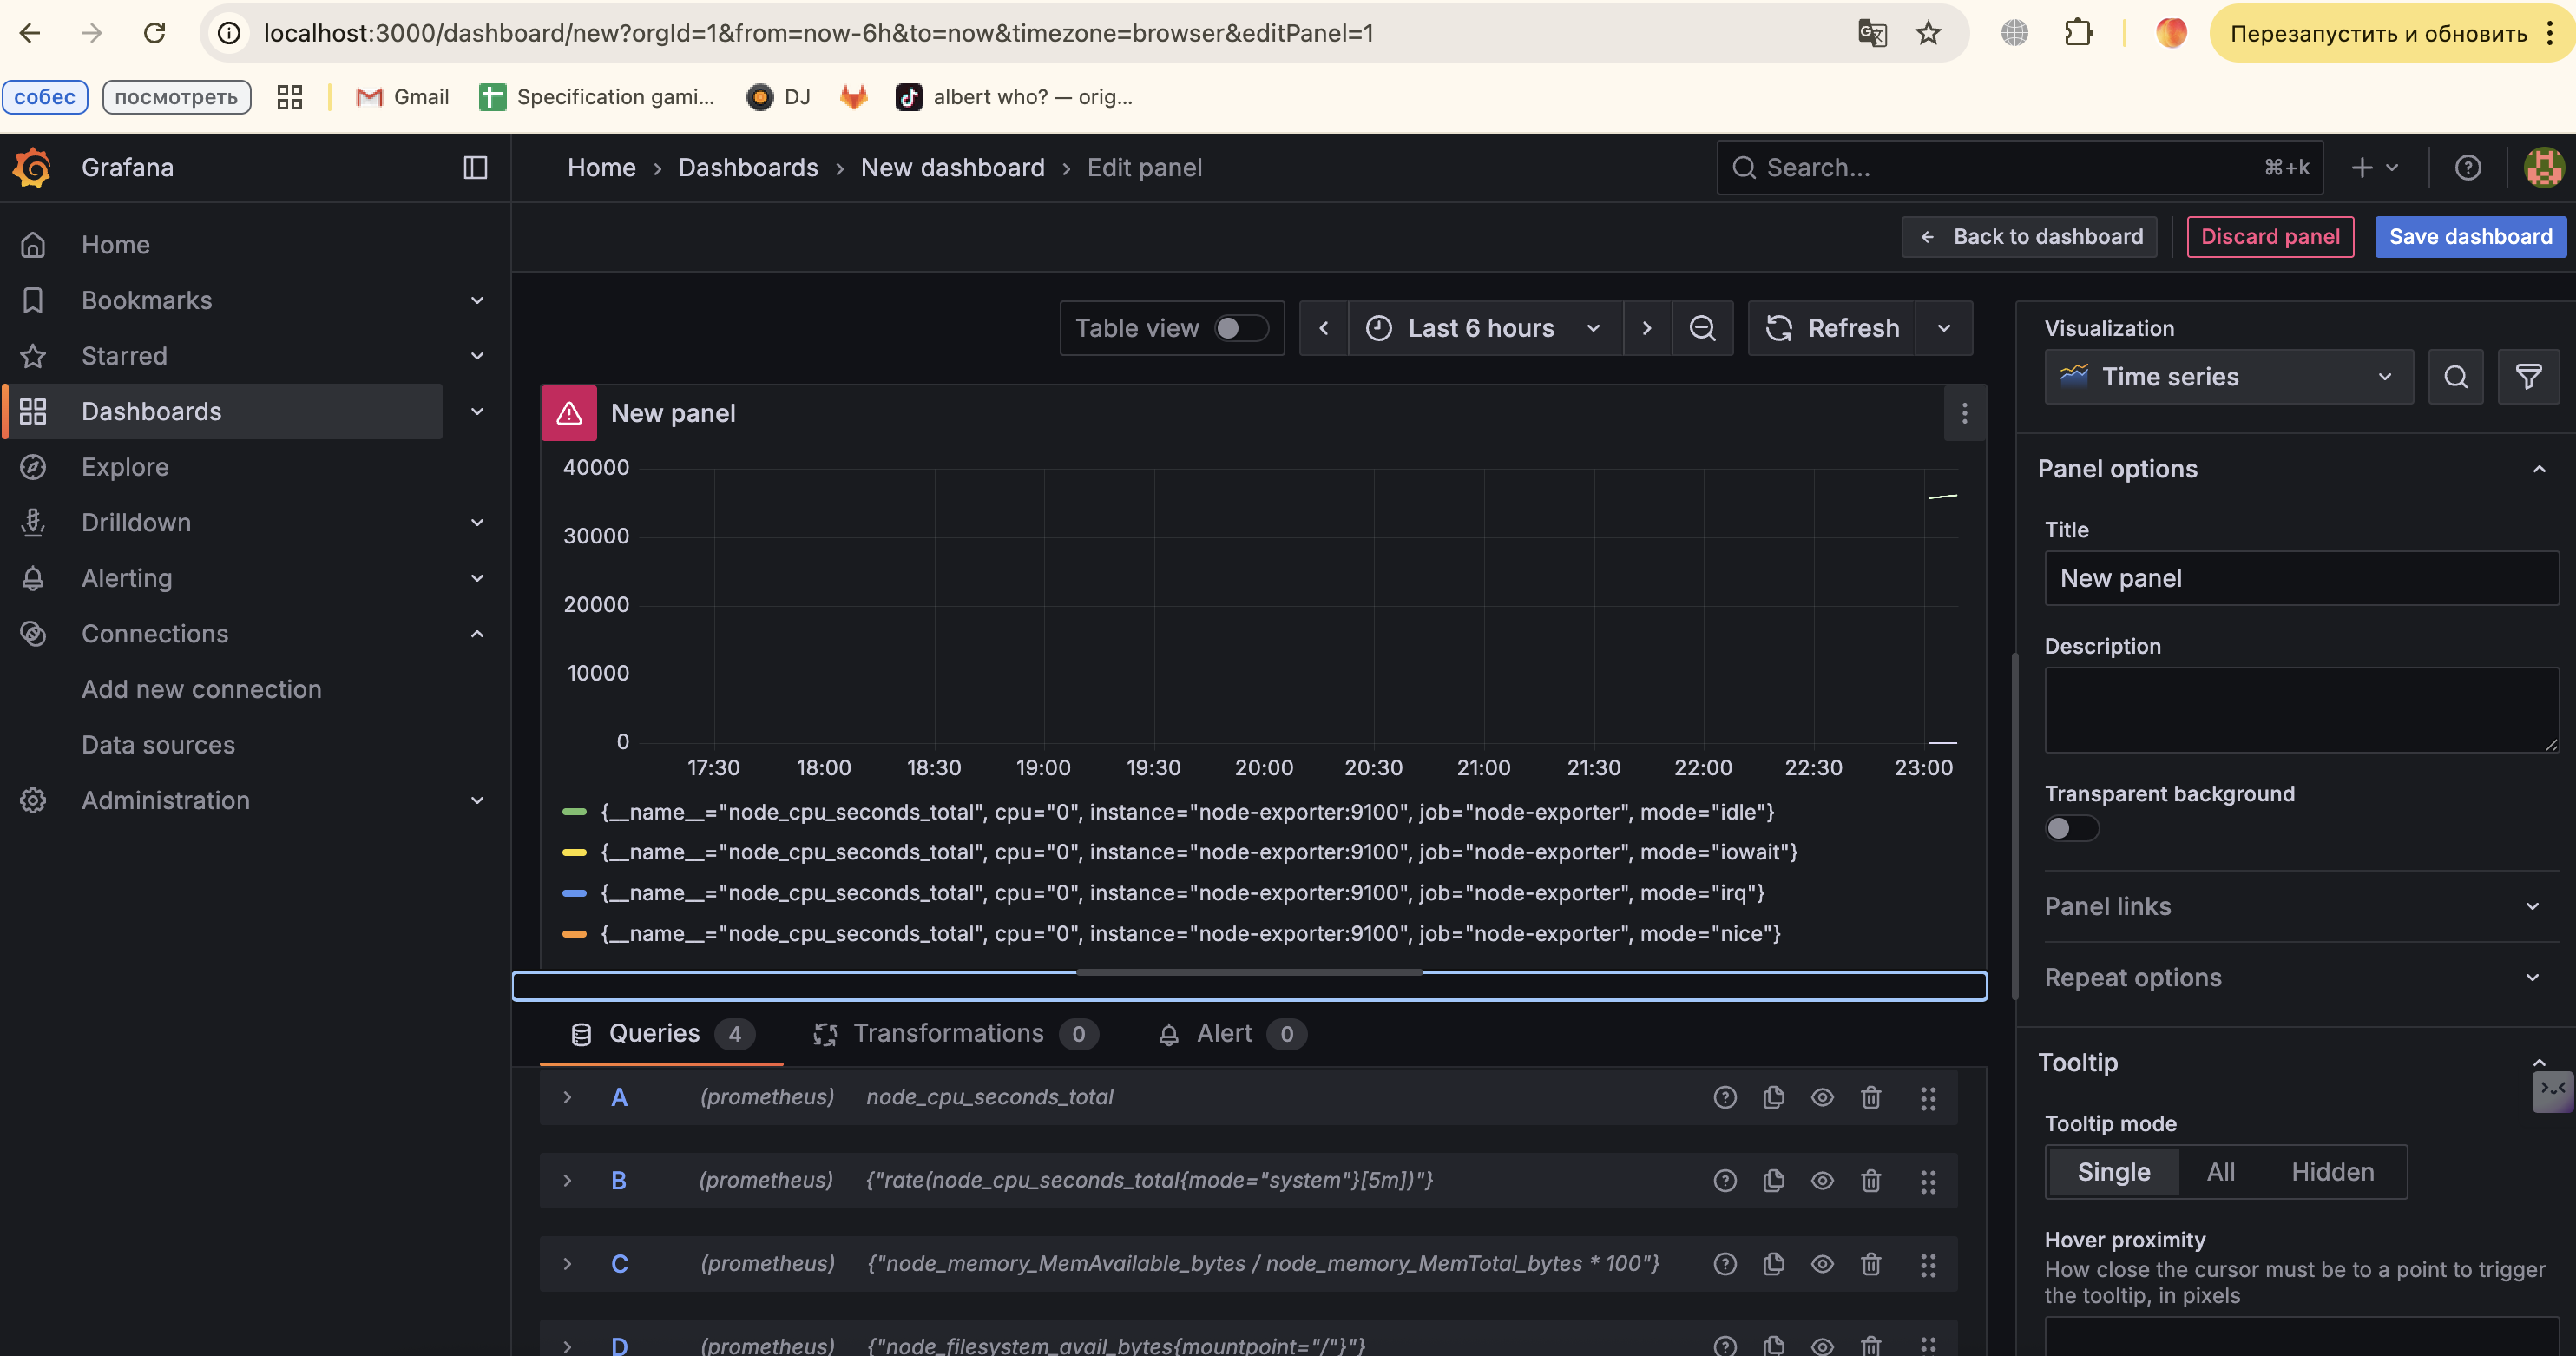 localhost:3000/dashboard/new?orgId=1&from=now-6h&to=now&timezone=browser&editPanel=1
Перезапустить и обновить
собес
посмотреть
Gmail
Specification gami...
DJ
albert who? — orig...
Grafana
Home › Dashboards › New dashboard › Edit panel
Search...
⌘+k
Back to dashboard
Discard panel
Save dashboard
Home
Bookmarks
Starred
Dashboards
Explore
Drilldown
Alerting
Connections
Add new connection
Data sources
Administration
Table view
Last 6 hours
Refresh
New panel
40000
30000
20000
10000
0
17:30 18:00 18:30 19:00 19:30 20:00 20:30 21:00 21:30 22:00 22:30 23:00
{__name__="node_cpu_seconds_total", cpu="0", instance="node-exporter:9100", job="node-exporter", mode="idle"}
{__name__="node_cpu_seconds_total", cpu="0", instance="node-exporter:9100", job="node-exporter", mode="iowait"}
{__name__="node_cpu_seconds_total", cpu="0", instance="node-exporter:9100", job="node-exporter", mode="irq"}
{__name__="node_cpu_seconds_total", cpu="0", instance="node-exporter:9100", job="node-exporter", mode="nice"}
Queries 4
Transformations 0
Alert 0
A (prometheus) node_cpu_seconds_total
B (prometheus) {"rate(node_cpu_seconds_total{mode="system"}[5m])"}
C (prometheus) {"node_memory_MemAvailable_bytes / node_memory_MemTotal_bytes * 100"}
D (prometheus) {"node_filesystem_avail_bytes{mountpoint="/"}"}
Visualization
Time series
Panel options
Title
New panel
Description
Transparent background
Panel links
Repeat options
Tooltip
Tooltip mode
Single
All
Hidden
Hover proximity
How close the cursor must be to a point to trigger
the tooltip, in pixels